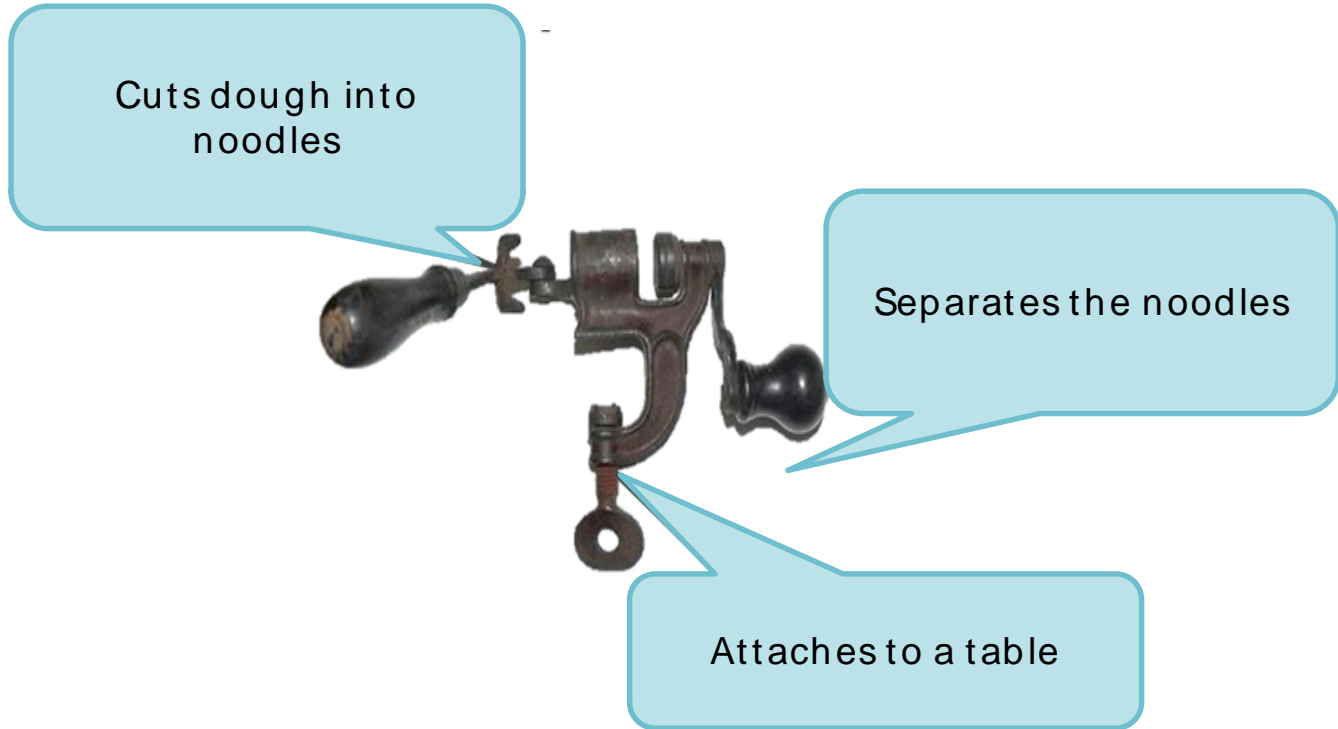 Cuts dough into
noodles
Separates the noodles
Attaches to a table